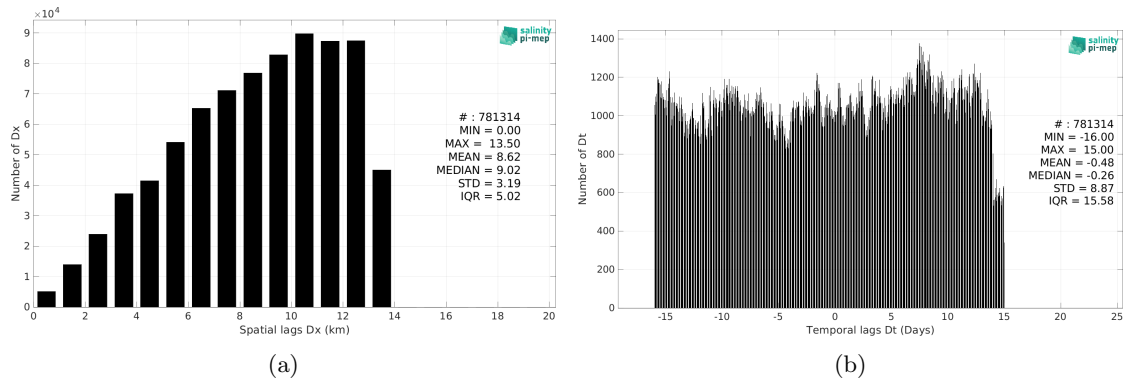 ×10⁴
9
8
7
6
5
4
3
2
1
0
Number of Dx
0 2 4 6 8 10 12 14 16 18 20
Spatial lags Dx (km)
salinity
pi-mep
# : 781314
MIN = 0.00
MAX = 13.50
MEAN = 8.62
MEDIAN = 9.02
STD = 3.19
IQR = 5.02
(a)
1400
1200
1000
800
600
400
200
0
Number of Dt
-15 -10 -5 0 5 10 15 20 25
Temporal lags Dt (Days)
salinity
pi-mep
# : 781314
MIN = -16.00
MAX = 15.00
MEAN = -0.48
MEDIAN = -0.26
STD = 8.87
IQR = 15.58
(b)